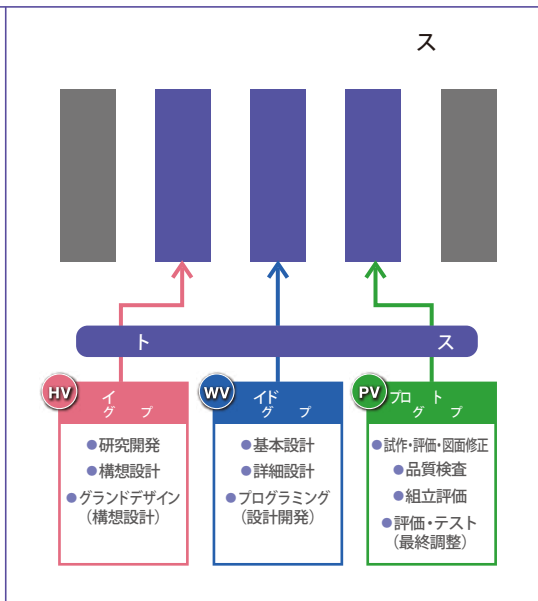 ス
ト ス
HV
イ
グ プ
WV
イド
グ プ
PV
プロ ト
グ プ
●研究開発
●構想設計
●グランドデザイン
(構想設計)
●基本設計
●詳細設計
●プログラミング
(設計開発)
●試作・評価・図面修正
●品質検査
●組立評価
●評価・テスト
(最終調整)